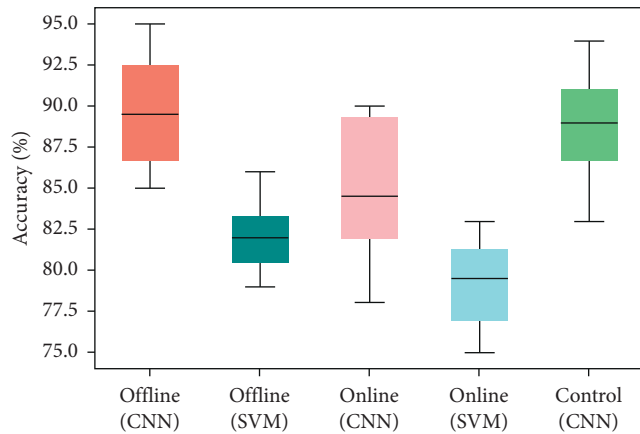 Accuracy (%)
95.0
92.5
90.0
87.5
85.0
82.5
80.0
77.5
75.0
Offline
(CNN)
Offline
(SVM)
Online
(CNN)
Online
(SVM)
Control
(CNN)